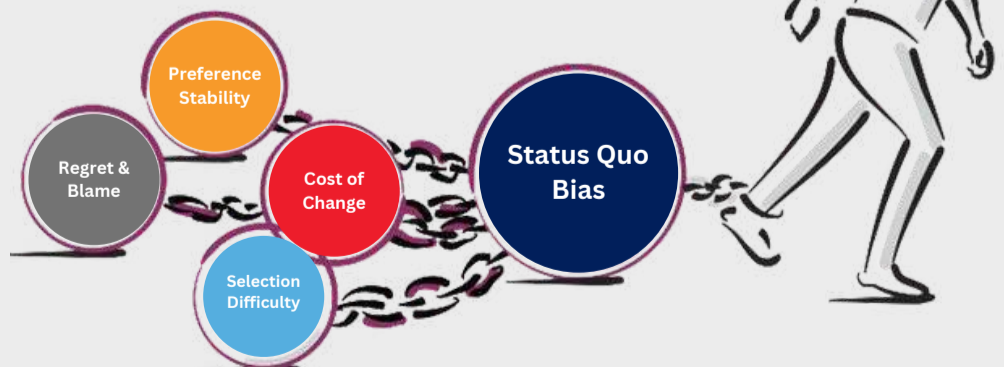 Preference
Stability
Regret &
Blame
Cost of
Change
Selection
Difficulty
Status Quo
Bias